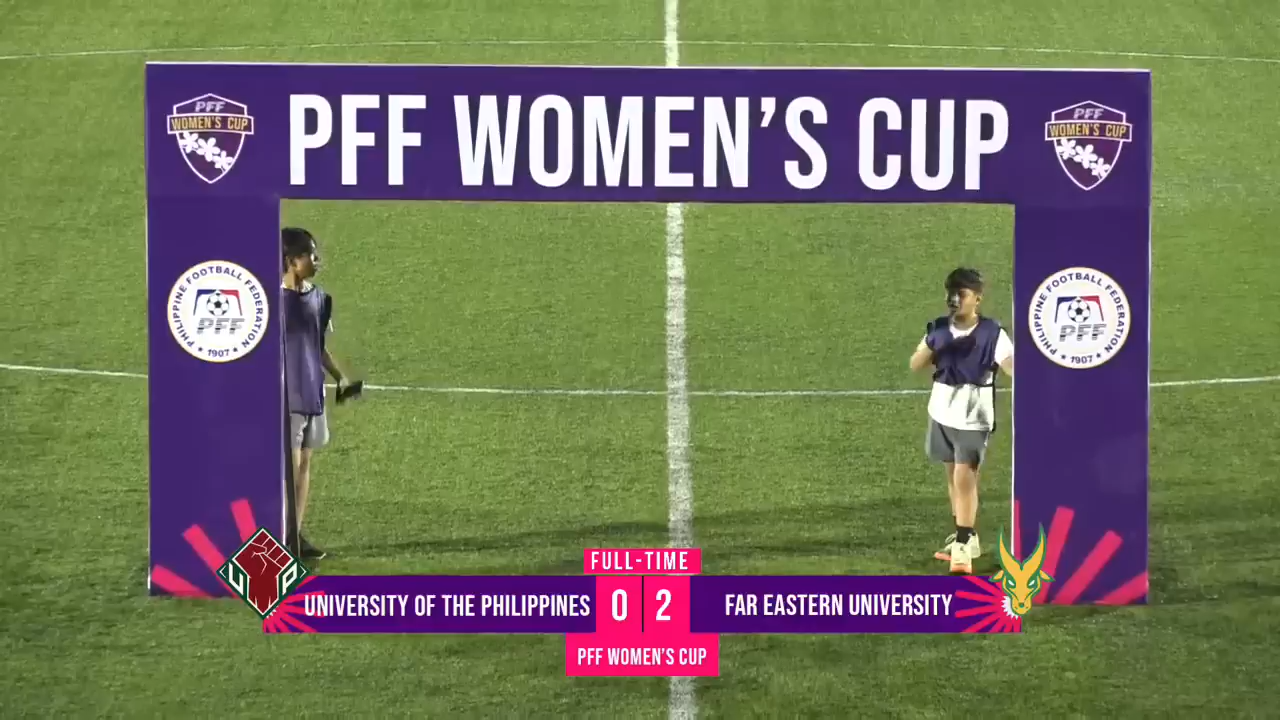 PFF WOMEN'S CUP
PFF
WOMEN'S CUP
PFF
WOMEN'S CUP
PHILIPPINE FOOTBALL FEDERATION
PFF
1907
PHILIPPINE FOOTBALL FEDERATION
PFF
1907
FULL-TIME
UP
UNIVERSITY OF THE PHILIPPINES 0 2 FAR EASTERN UNIVERSITY
PFF WOMEN'S CUP